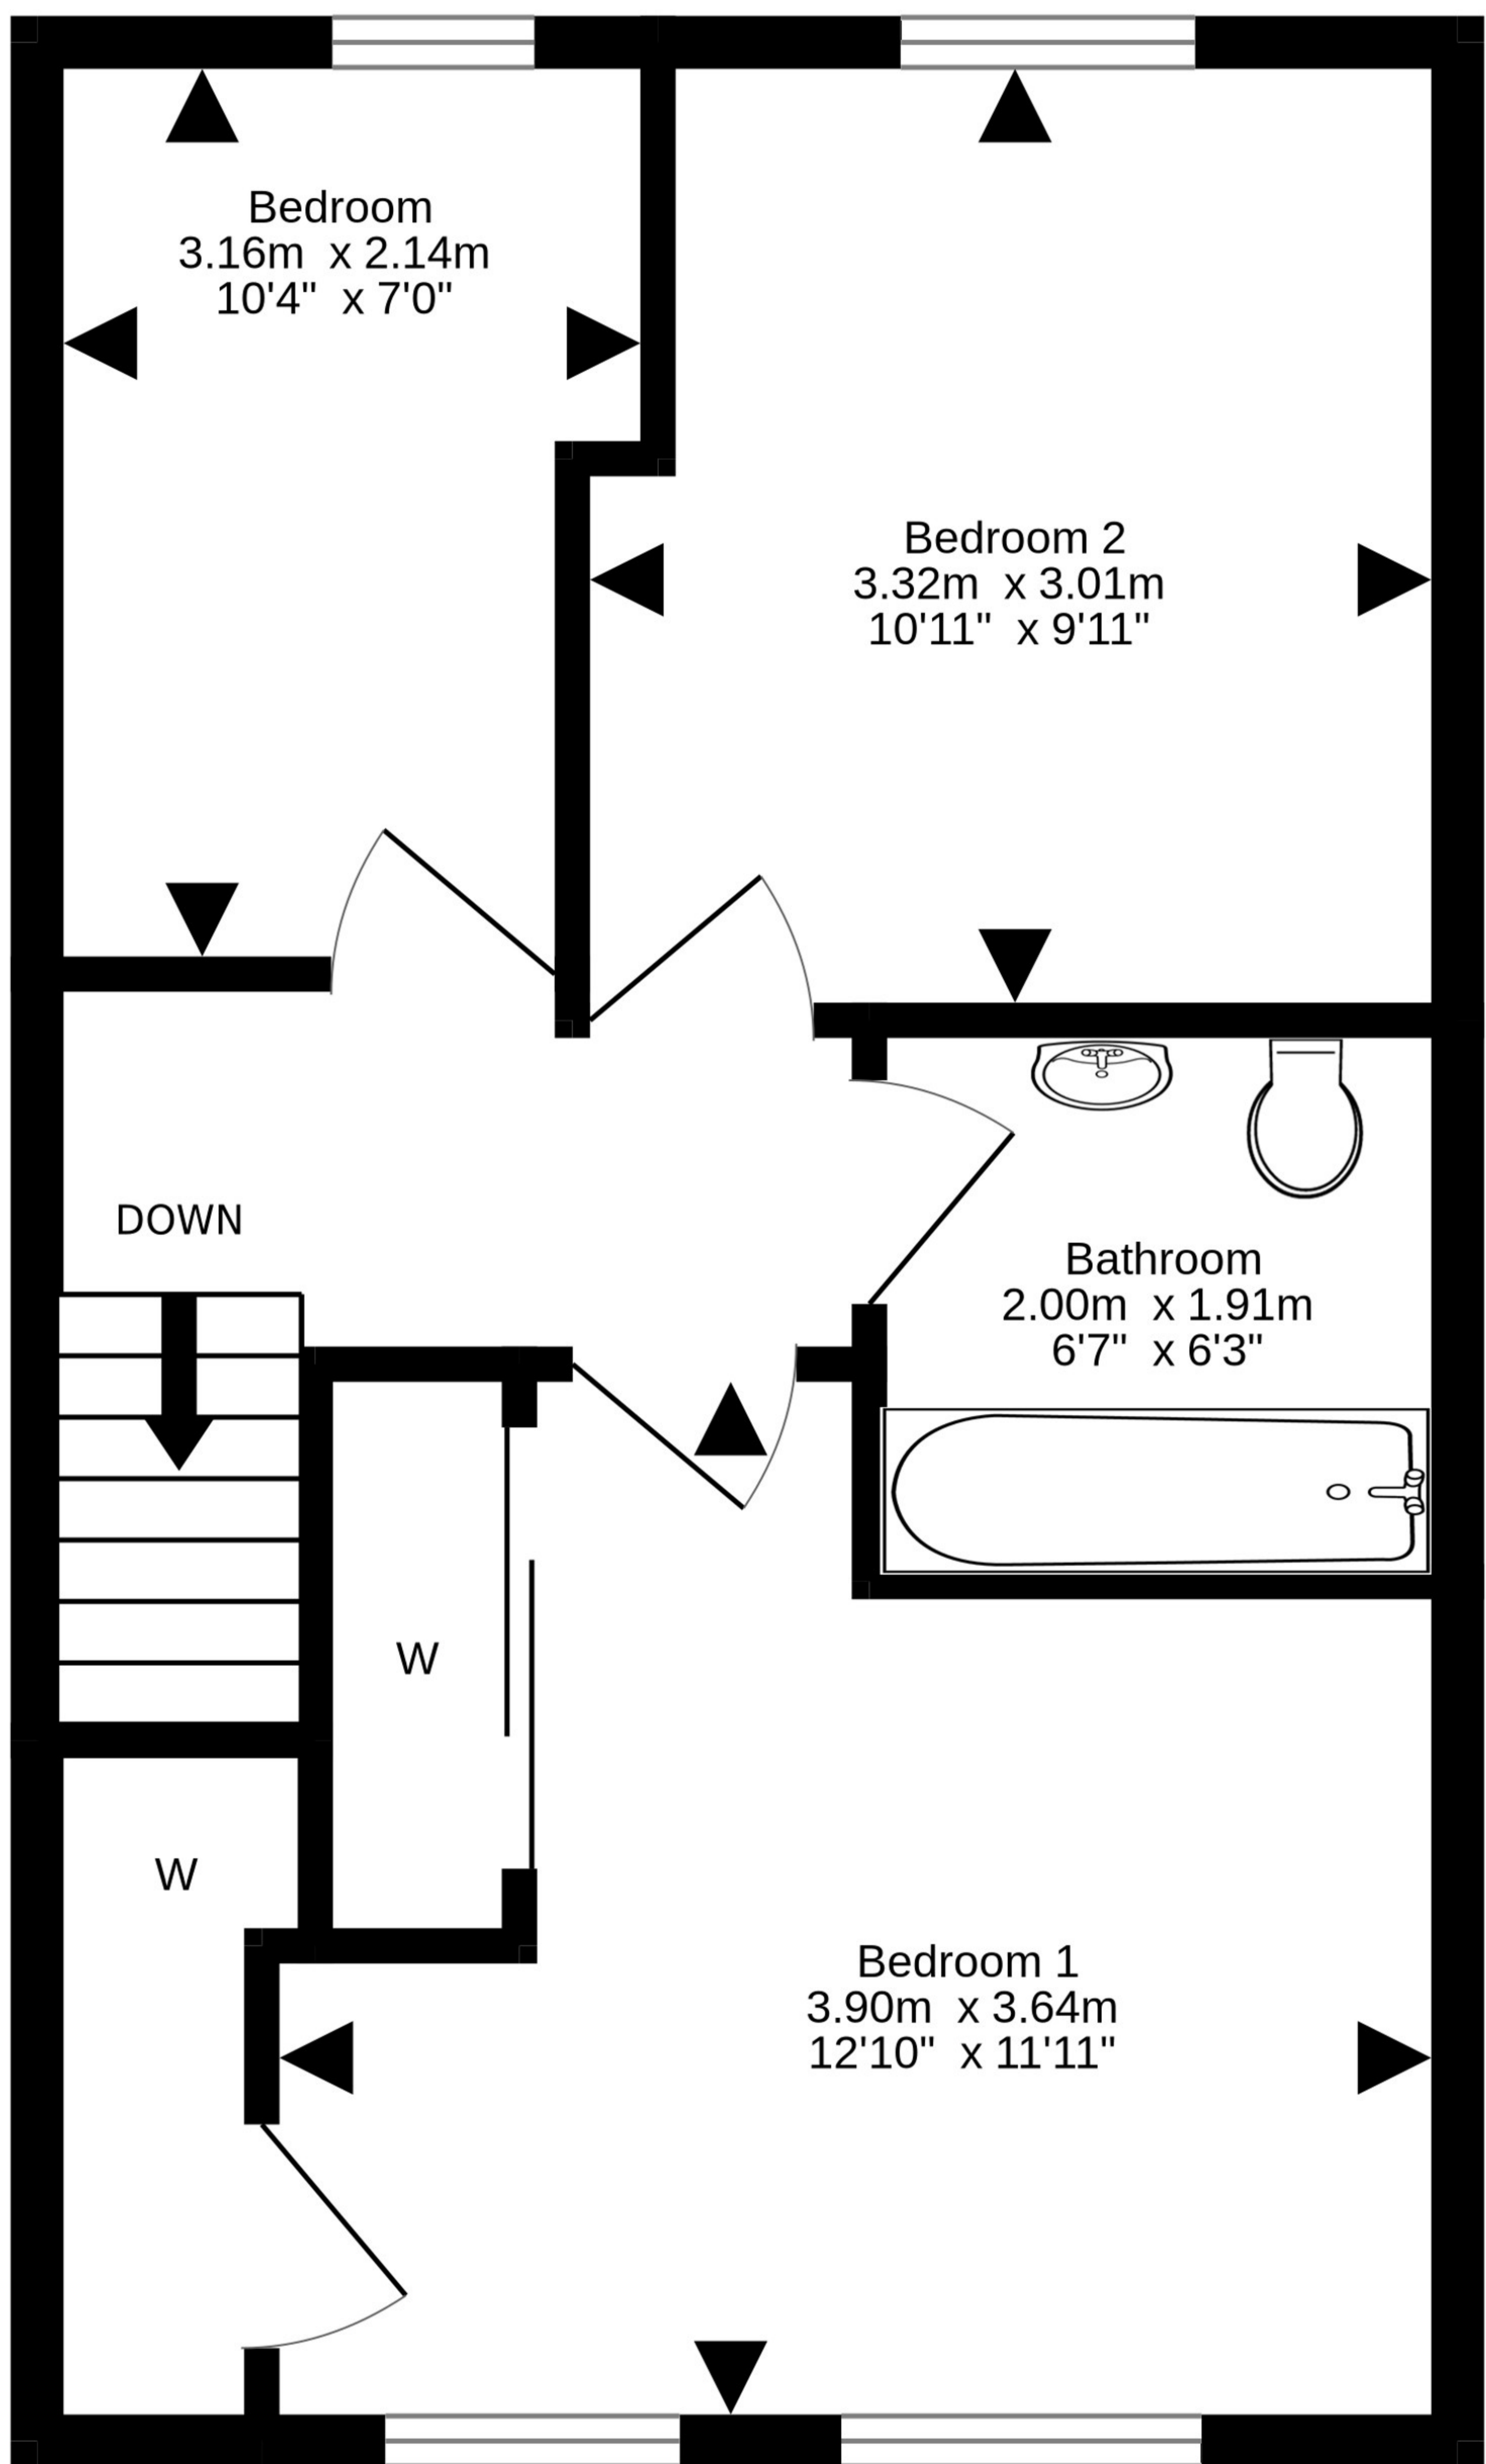 Bedroom
3.16m x 2.14m
10'4" x 7'0"
Bedroom 2
3.32m x 3.01m
10'11" x 9'11"
DOWN
Bathroom
2.00m x 1.91m
6'7" x 6'3"
W
W
Bedroom 1
3.90m x 3.64m
12'10" x 11'11"